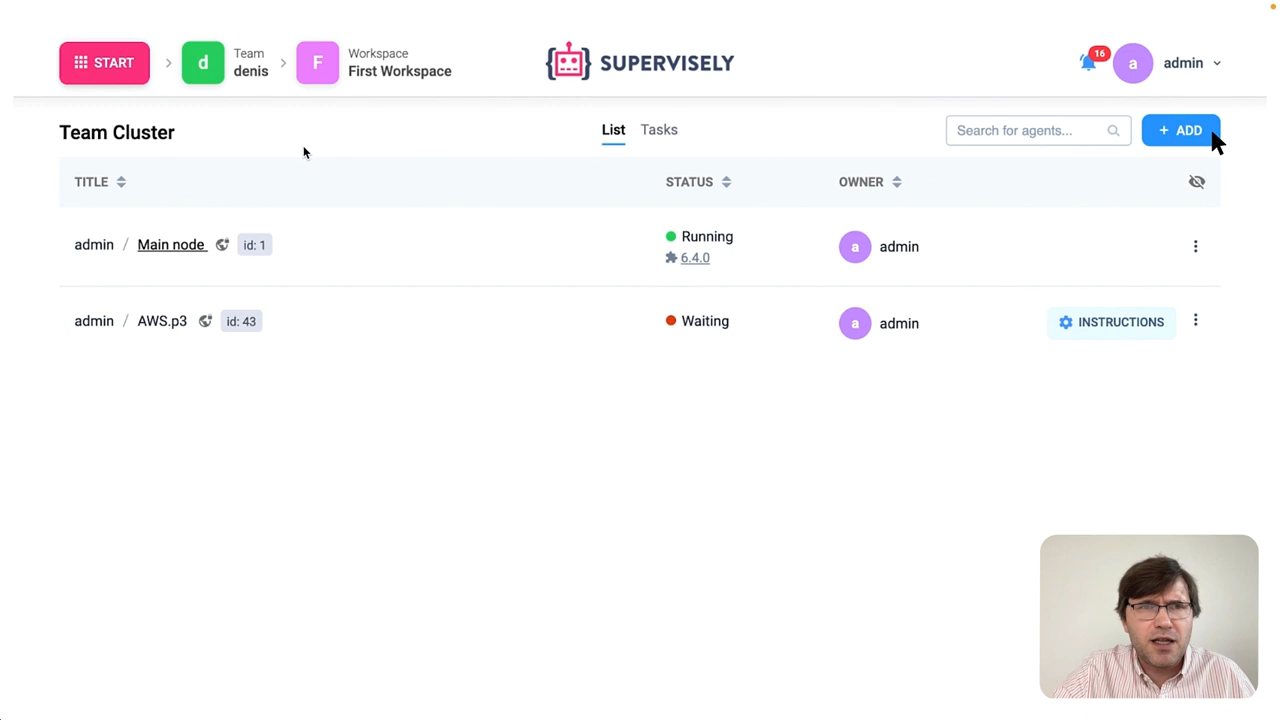 START
d
Team
denis
F
Workspace
First Workspace
SUPERVISELY
16
a
admin
Team Cluster
List
Tasks
Search for agents...
+ ADD
TITLE
STATUS
OWNER
admin / Main node id: 1
Running
6.4.0
a
admin
admin / AWS.p3 id: 43
Waiting
a
admin
INSTRUCTIONS